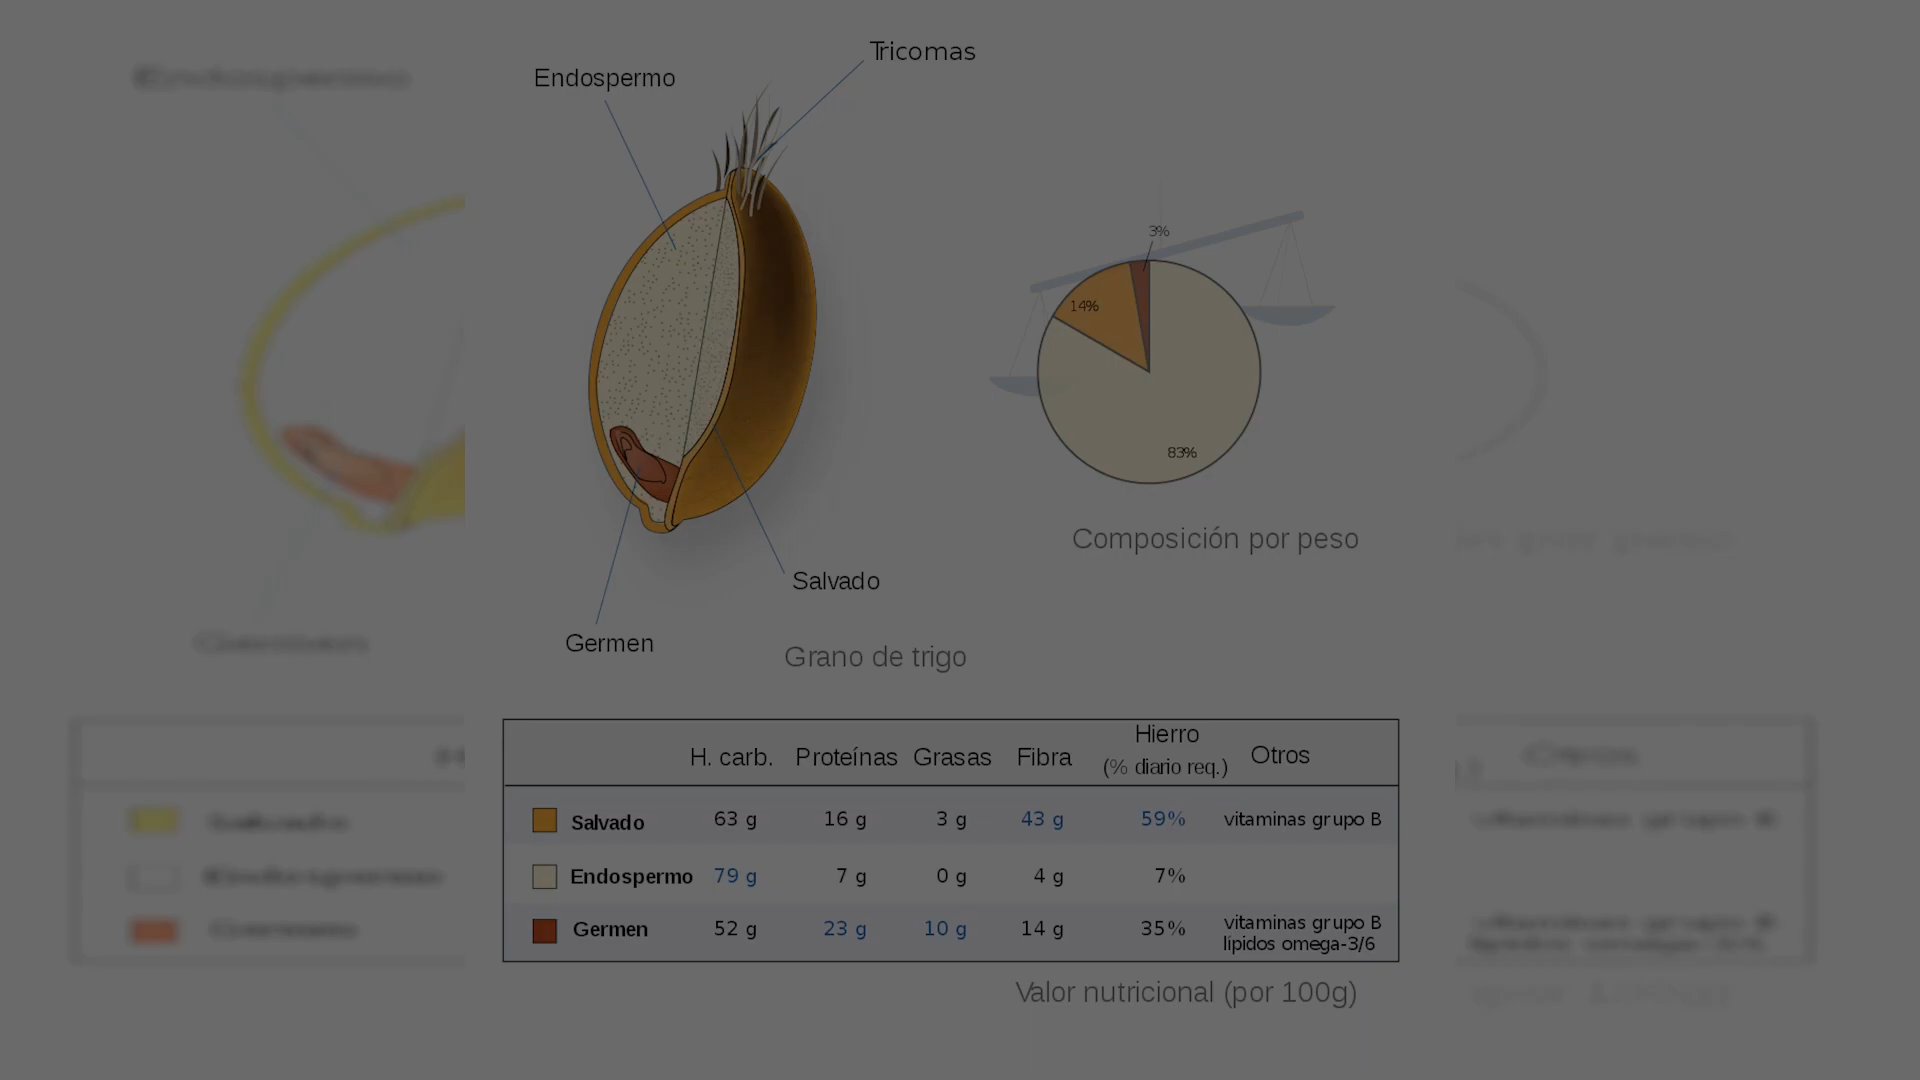 Tricomas
Endospermo
3%
14%
83%
Composición por peso
Salvado
Germen
Grano de trigo
H. carb. Proteínas Grasas Fibra Hierro (% diario req.) Otros
Salvado 63 g 16 g 3 g 43 g 59% vitaminas grupo B
Endospermo 79 g 7 g 0 g 4 g 7%
Germen 52 g 23 g 10 g 14 g 35% vitaminas grupo B
lípidos omega-3/6
Valor nutricional (por 100g)